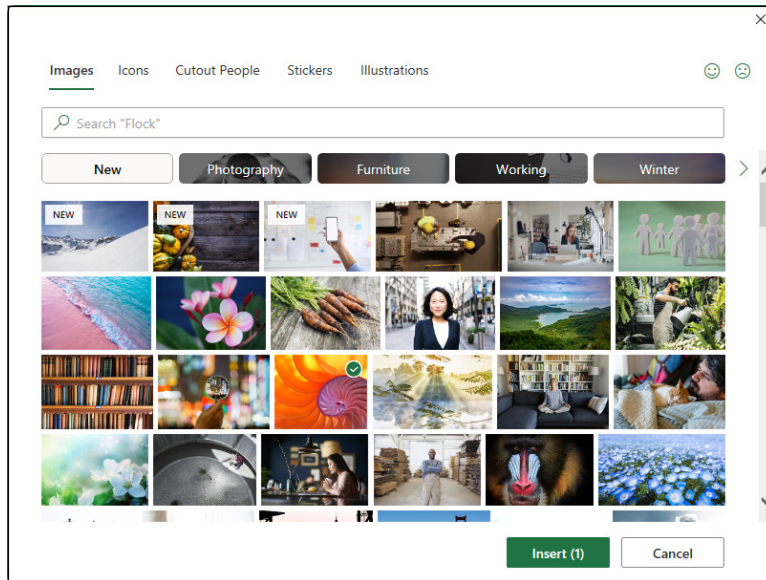 Images Icons Cutout People Stickers Illustrations
Search "Flock"
New Photography Furniture Working Winter
NEW NEW NEW
Insert (1) Cancel